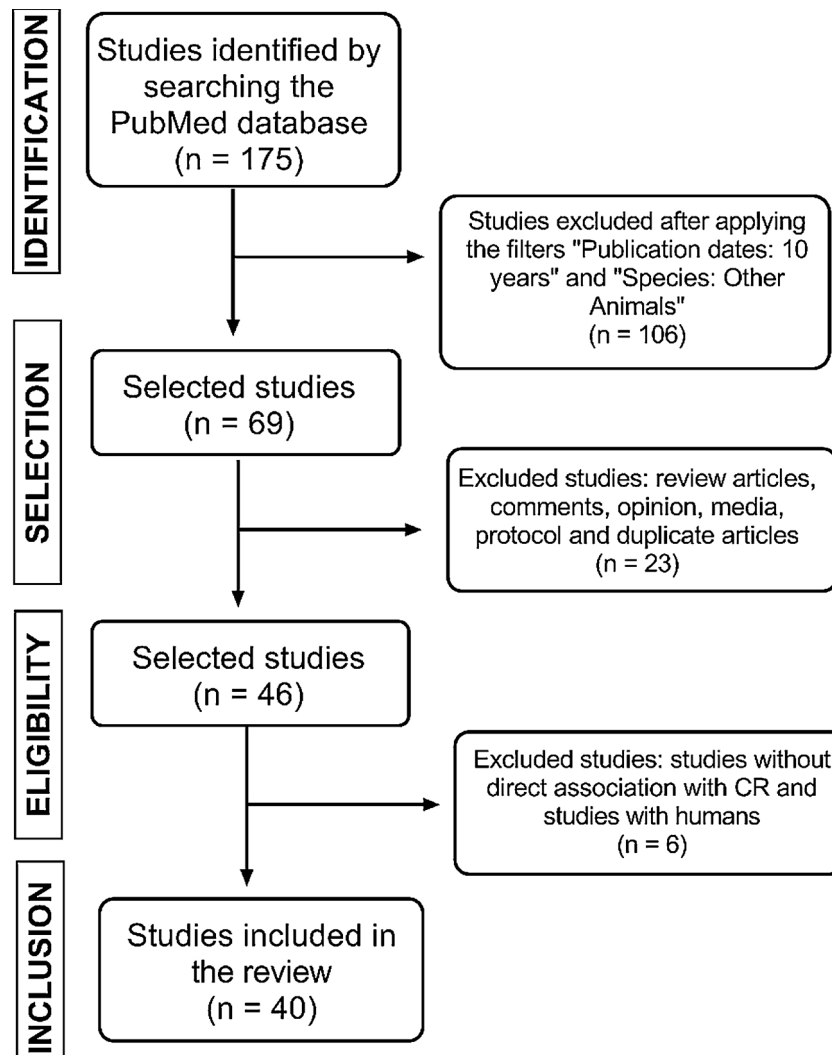 IDENTIFICATION
Studies identified by
searching the
PubMed database
(n = 175)
Studies excluded after applying
the filters "Publication dates: 10
years" and "Species: Other
Animals"
(n = 106)
SELECTION
Selected studies
(n = 69)
Excluded studies: review articles,
comments, opinion, media,
protocol and duplicate articles
(n = 23)
ELIGIBILITY
Selected studies
(n = 46)
Excluded studies: studies without
direct association with CR and
studies with humans
(n = 6)
INCLUSION
Studies included in
the review
(n = 40)